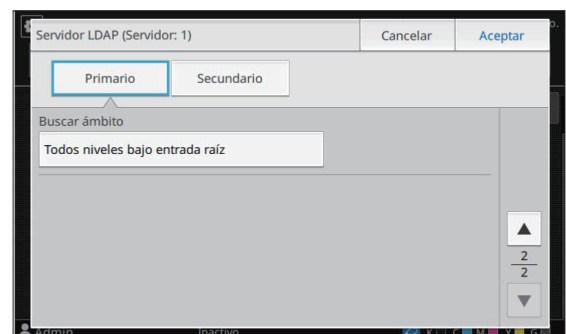 Servidor LDAP (Servidor: 1)
Cancelar
Aceptar
Primario
Secundario
Buscar ámbito
Todos niveles bajo entrada raíz
2
2
Admin
Inactivo
K
C
M
Y
G